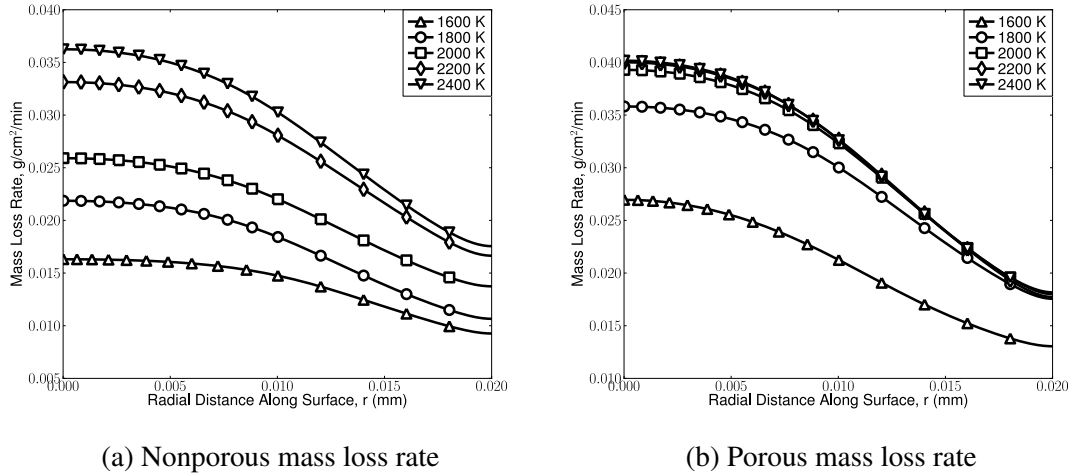 0.040
0.035
0.030
0.025
0.020
0.015
0.010
0.005
0.000
0.005
0.010
0.015
0.020
Mass Loss Rate, g/cm²/min
Radial Distance Along Surface, r (mm)
1600 K
1800 K
2000 K
2200 K
2400 K
(a) Nonporous mass loss rate
0.045
0.040
0.035
0.030
0.025
0.020
0.015
0.010
0.000
0.005
0.010
0.015
0.020
Mass Loss Rate, g/cm²/min
Radial Distance Along Surface, r (mm)
1600 K
1800 K
2000 K
2200 K
2400 K
(b) Porous mass loss rate